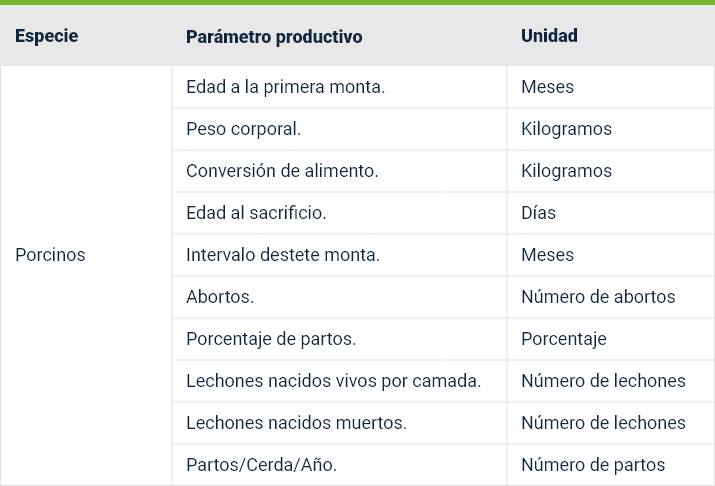 Especie Parámetro productivo Unidad
Edad a la primera monta. Meses
Peso corporal. Kilogramos
Conversión de alimento. Kilogramos
Edad al sacrificio. Días
Porcinos Intervalo destete monta. Meses
Abortos. Número de abortos
Porcentaje de partos. Porcentaje
Lechones nacidos vivos por camada. Número de lechones
Lechones nacidos muertos. Número de lechones
Partos/Cerda/Año. Número de partos